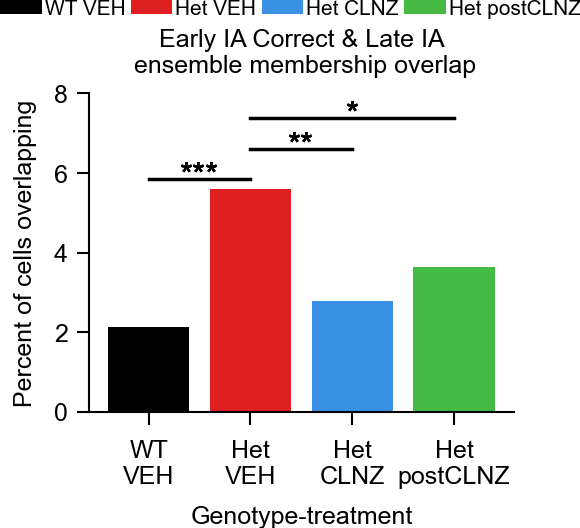 WT VEH Het VEH Het CLNZ Het postCLNZ
Early IA Correct & Late IA
ensemble membership overlap
Percent of cells overlapping
8
6
4
2
0
*
**
***
WT VEH
Het VEH
Het CLNZ
Het postCLNZ
Genotype-treatment